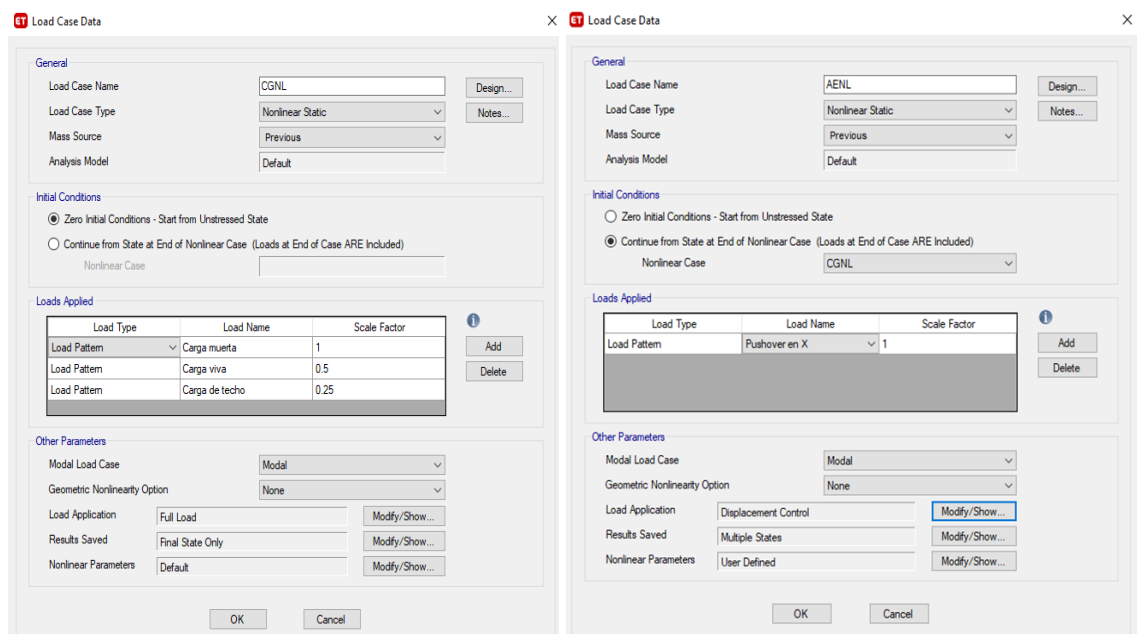 ET Load Case Data
General
Load Case Name CGNL Design...
Load Case Type Nonlinear Static Notes...
Mass Source Previous
Analysis Model Default
Initial Conditions
Zero Initial Conditions - Start from Unstressed State
Continue from State at End of Nonlinear Case (Loads at End of Case ARE Included)
Nonlinear Case
Loads Applied
Load Type Load Name Scale Factor
Load Pattern Carga muerta 1 Add
Load Pattern Carga viva 0.5 Delete
Load Pattern Carga de techo 0.25
Other Parameters
Modal Load Case Modal
Geometric Nonlinearity Option None
Load Application Full Load Modify/Show...
Results Saved Final State Only Modify/Show...
Nonlinear Parameters Default Modify/Show...
OK Cancel
ET Load Case Data
General
Load Case Name AENL Design...
Load Case Type Nonlinear Static Notes...
Mass Source Previous
Analysis Model Default
Initial Conditions
Zero Initial Conditions - Start from Unstressed State
Continue from State at End of Nonlinear Case (Loads at End of Case ARE Included)
Nonlinear Case CGNL
Loads Applied
Load Type Load Name Scale Factor
Load Pattern Pushover en X 1 Add
Delete
Other Parameters
Modal Load Case Modal
Geometric Nonlinearity Option None
Load Application Displacement Control Modify/Show...
Results Saved Multiple States Modify/Show...
Nonlinear Parameters User Defined Modify/Show...
OK Cancel